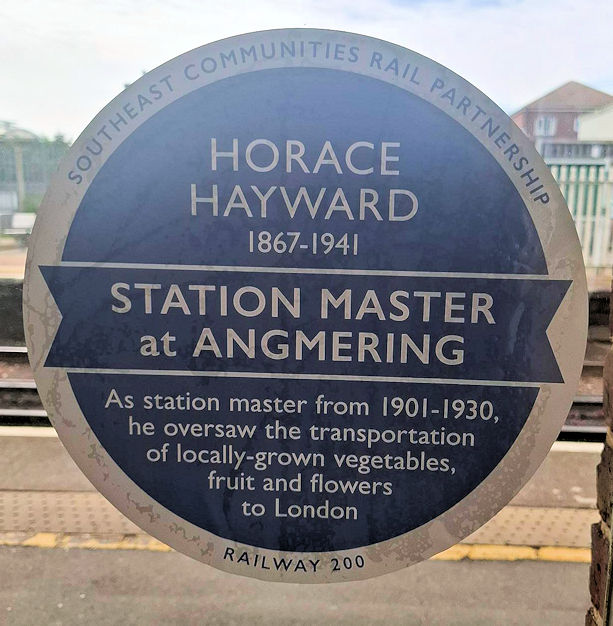 SOUTHEAST COMMUNITIES RAIL PARTNERSHIP
HORACE
HAYWARD
1867-1941
STATION MASTER
at ANGMERING
As station master from 1901-1930,
he oversaw the transportation
of locally-grown vegetables,
fruit and flowers
to London
RAILWAY 200